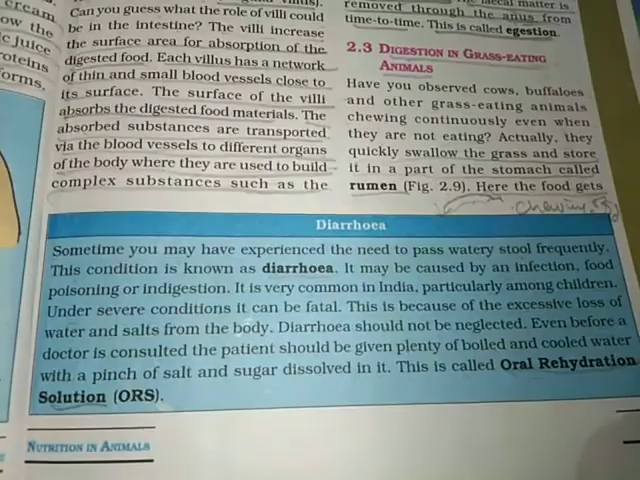 cream
ow the
c juice
roteins
forms.
Can you guess what the role of villi could
be in the intestine? The villi increase
the surface area for absorption of the
digested food. Each villus has a network
of thin and small blood vessels close to
its surface. The surface of the villi
absorbs the digested food materials. The
absorbed substances are transported
via the blood vessels to different organs
of the body where they are used to build
complex substances such as the
faecal matter is
removed through the anus from
time-to-time. This is called egestion.
2.3 DIGESTION IN GRASS-EATING
ANIMALS
Have you observed cows, buffaloes
and other grass-eating animals
chewing continuously even when
they are not eating? Actually, they
quickly swallow the grass and store
it in a part of the stomach called
rumen (Fig. 2.9). Here the food gets
Diarrhoea
Sometime you may have experienced the need to pass watery stool frequently.
This condition is known as diarrhoea. It may be caused by an infection, food
poisoning or indigestion. It is very common in India, particularly among children.
Under severe conditions it can be fatal. This is because of the excessive loss of
water and salts from the body. Diarrhoea should not be neglected. Even before a
doctor is consulted the patient should be given plenty of boiled and cooled water
with a pinch of salt and sugar dissolved in it. This is called Oral Rehydration
Solution (ORS).
NUTRITION IN ANIMALS